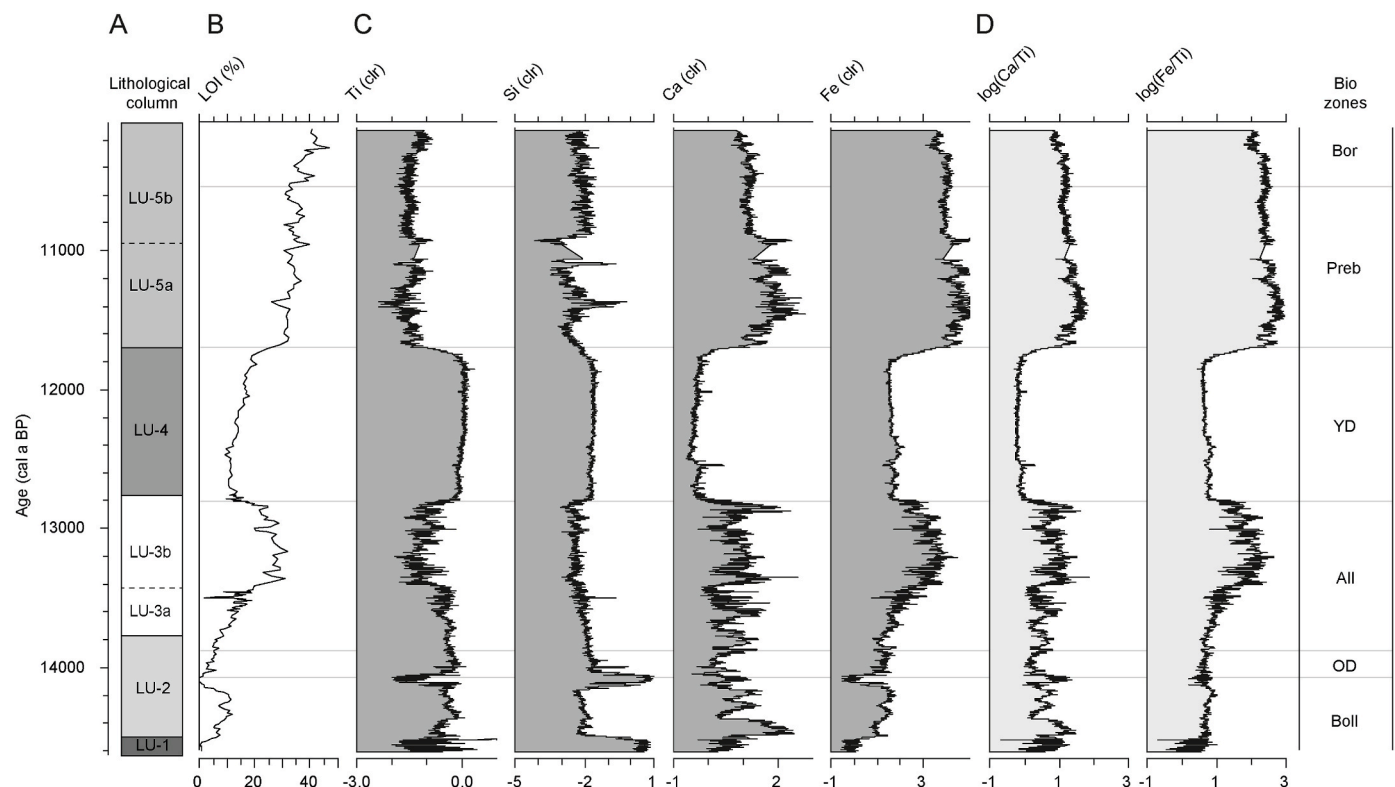 A B C D
Lithological column
LOI (%)
Ti (clr)
Si (clr)
Ca (clr)
Fe (clr)
log(Ca/Ti)
log(Fe/Ti)
Bio zones
Age (cal a BP)
11000
12000
13000
14000
LU-5b
LU-5a
LU-4
LU-3b
LU-3a
LU-2
LU-1
Bor
Preb
YD
All
OD
Boll
0 20 40
-3.0 0.0
-5 -2 1
-1 2
3
-1 1 3
-1 1 3